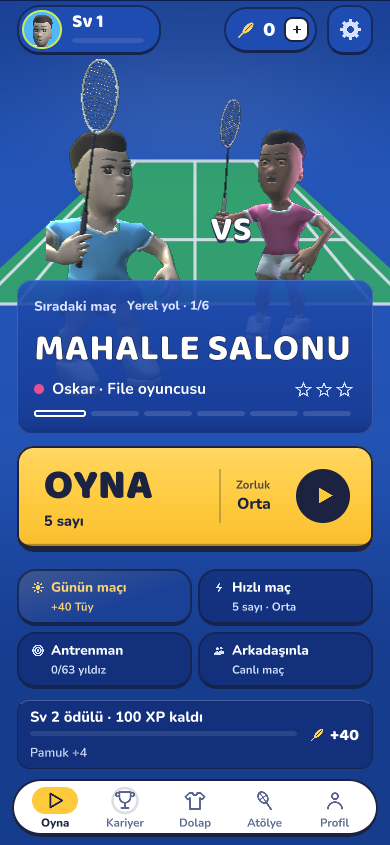 Sv 1
0 +
VS
Sıradaki maç Yerel yol · 1/6
MAHALLE SALONU
Oskar · File oyuncusu
OYNA
5 sayı
Zorluk
Orta
Günün maçı
+40 Tüy
Hızlı maç
5 sayı · Orta
Antrenman
0/63 yıldız
Arkadaşınla
Canlı maç
Sv 2 ödülü · 100 XP kaldı
+40
Pamuk +4
Oyna
Kariyer
Dolap
Atölye
Profil